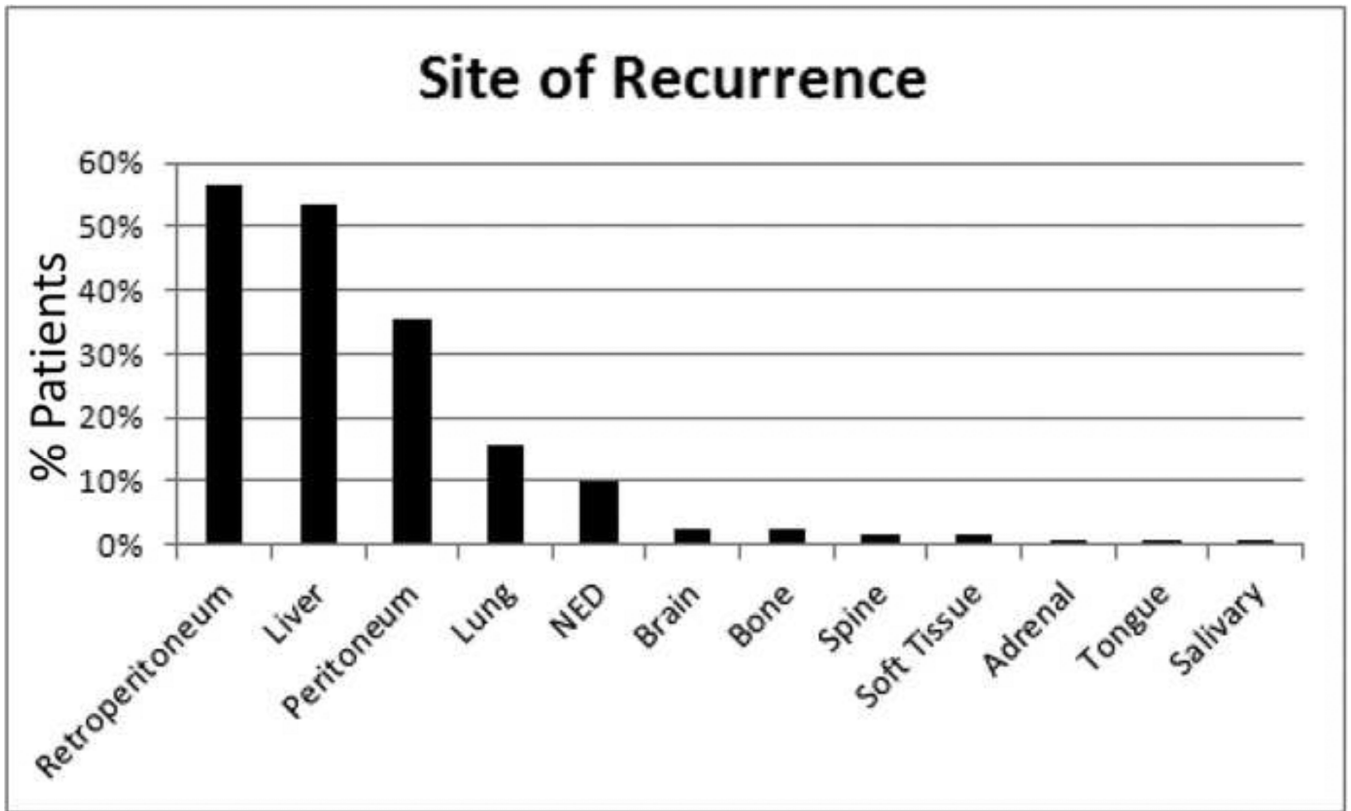 Site of Recurrence
% Patients
60%
50%
40%
30%
20%
10%
0%
Retroperitoneum
Liver
Peritoneum
Lung
NED
Brain
Bone
Spine
Soft Tissue
Adrenal
Tongue
Salivary